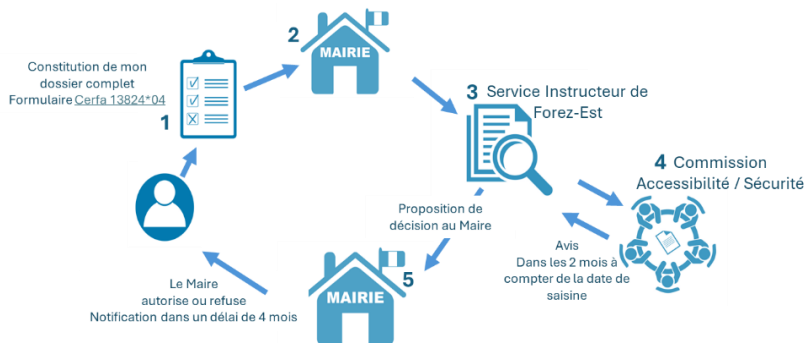 Constitution de mon
dossier complet
Formulaire Cerfa 13824*04
1
2
MAIRIE
3 Service Instructeur de
Forez-Est
4 Commission
Accessibilité / Sécurité
Avis
Dans les 2 mois à
compter de la date de
saisine
Proposition de
décision au Maire
5
MAIRIE
Le Maire
autorise ou refuse
Notification dans un délai de 4 mois